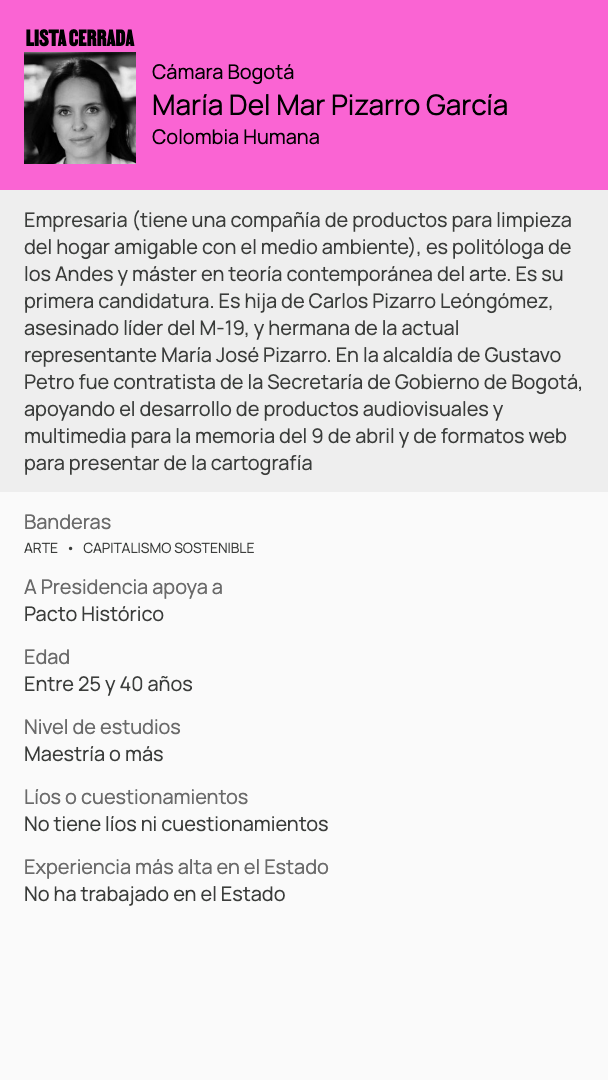 LISTA CERRADA
Cámara Bogotá
María Del Mar Pizarro García
Colombia Humana
Empresaria (tiene una compañía de productos para limpieza
del hogar amigable con el medio ambiente), es politóloga de
los Andes y máster en teoría contemporánea del arte. Es su
primera candidatura. Es hija de Carlos Pizarro Leóngómez,
asesinado líder del M-19, y hermana de la actual
representante María José Pizarro. En la alcaldía de Gustavo
Petro fue contratista de la Secretaría de Gobierno de Bogotá,
apoyando el desarrollo de productos audiovisuales y
multimedia para la memoria del 9 de abril y de formatos web
para presentar de la cartografía
Banderas
ARTE • CAPITALISMO SOSTENIBLE
A Presidencia apoya a
Pacto Histórico
Edad
Entre 25 y 40 años
Nivel de estudios
Maestría o más
Líos o cuestionamientos
No tiene líos ni cuestionamientos
Experiencia más alta en el Estado
No ha trabajado en el Estado